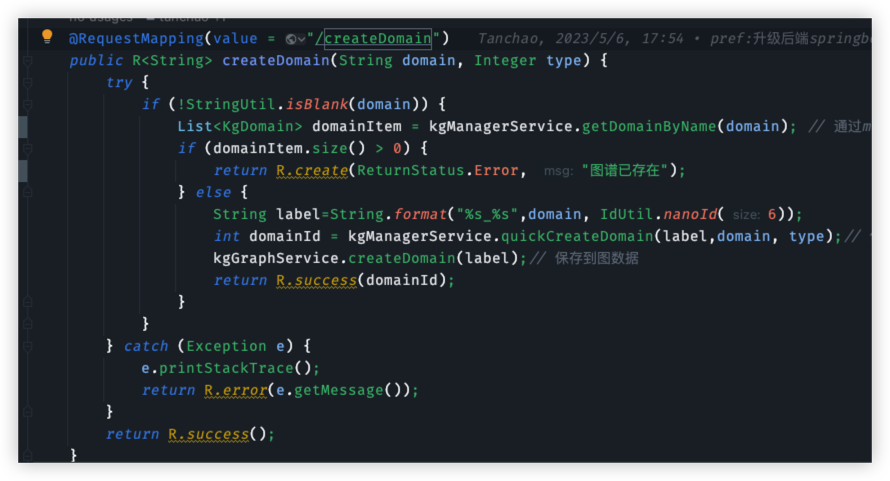 @RequestMapping(value = "/createDomain") Tanchao, 2023/5/6, 17:54 • pref:升级后端springbo
public R<String> createDomain(String domain, Integer type) {
try {
if (!StringUtil.isBlank(domain)) {
List<KgDomain> domainItem = kgManagerService.getDomainByName(domain); // 通过m
if (domainItem.size() > 0) {
return R.create(ReturnStatus.Error, msg: "图谱已存在");
} else {
String label=String.format("%s_%s",domain, IdUtil.nanoId( size: 6));
int domainId = kgManagerService.quickCreateDomain(label,domain, type);//
kgGraphService.createDomain(label);// 保存到图数据
return R.success(domainId);
}
}
} catch (Exception e) {
e.printStackTrace();
return R.error(e.getMessage());
}
return R.success();
}